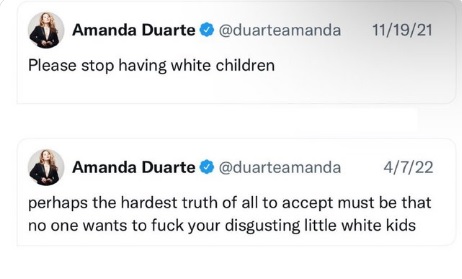 Amanda Duarte @duarteamanda 11/19/21
Please stop having white children
Amanda Duarte @duarteamanda 4/7/22
perhaps the hardest truth of all to accept must be that
no one wants to fuck your disgusting little white kids